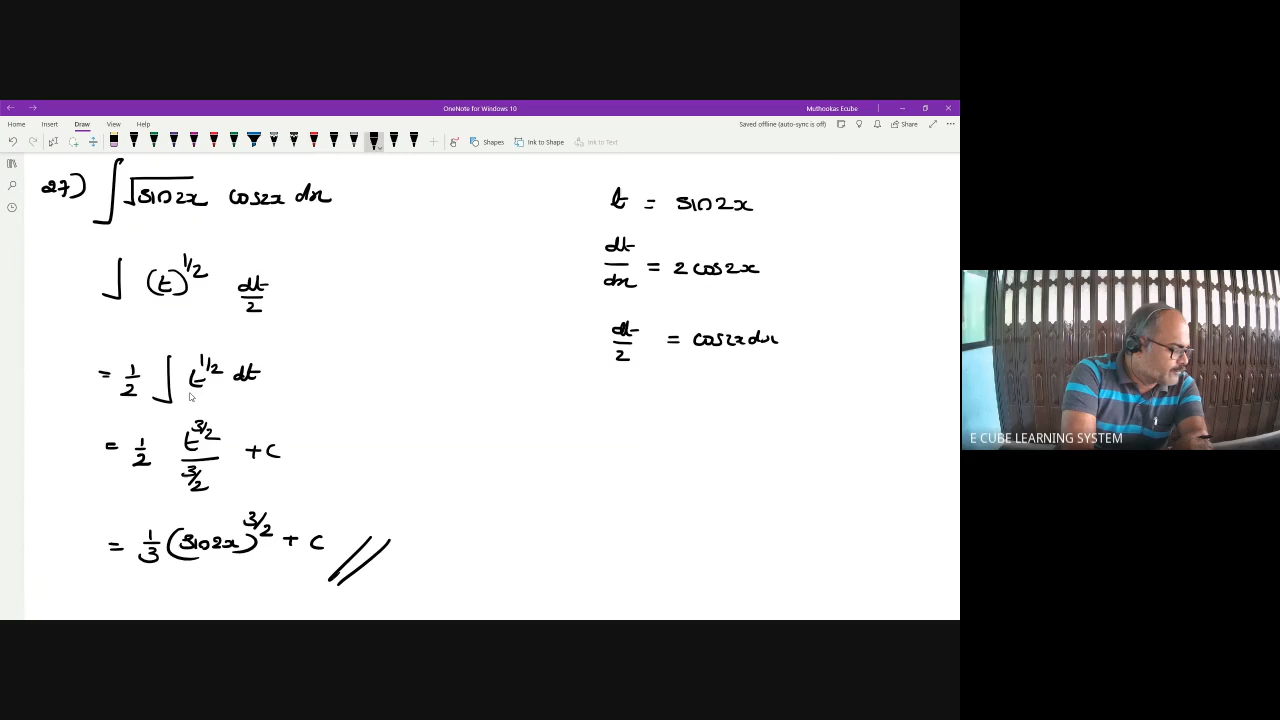 OneNote for Windows 10
Muthookas Ecube
Home Insert Draw View Help
Saved offline (auto-sync is off)
Share
Shapes
Ink to Shape
Ink to Text
27) ∫ √sin2x cos2x dx
∫ (t)^1/2 dt/2
= 1/2 ∫ t^1/2 dt
= 1/2 t^3/2 / 3/2 + c
= 1/3 (sin2x)^3/2 + c //
t = sin2x
dt/dx = 2 cos2x
dt/2 = cos2x dx
E CUBE LEARNING SYSTEM